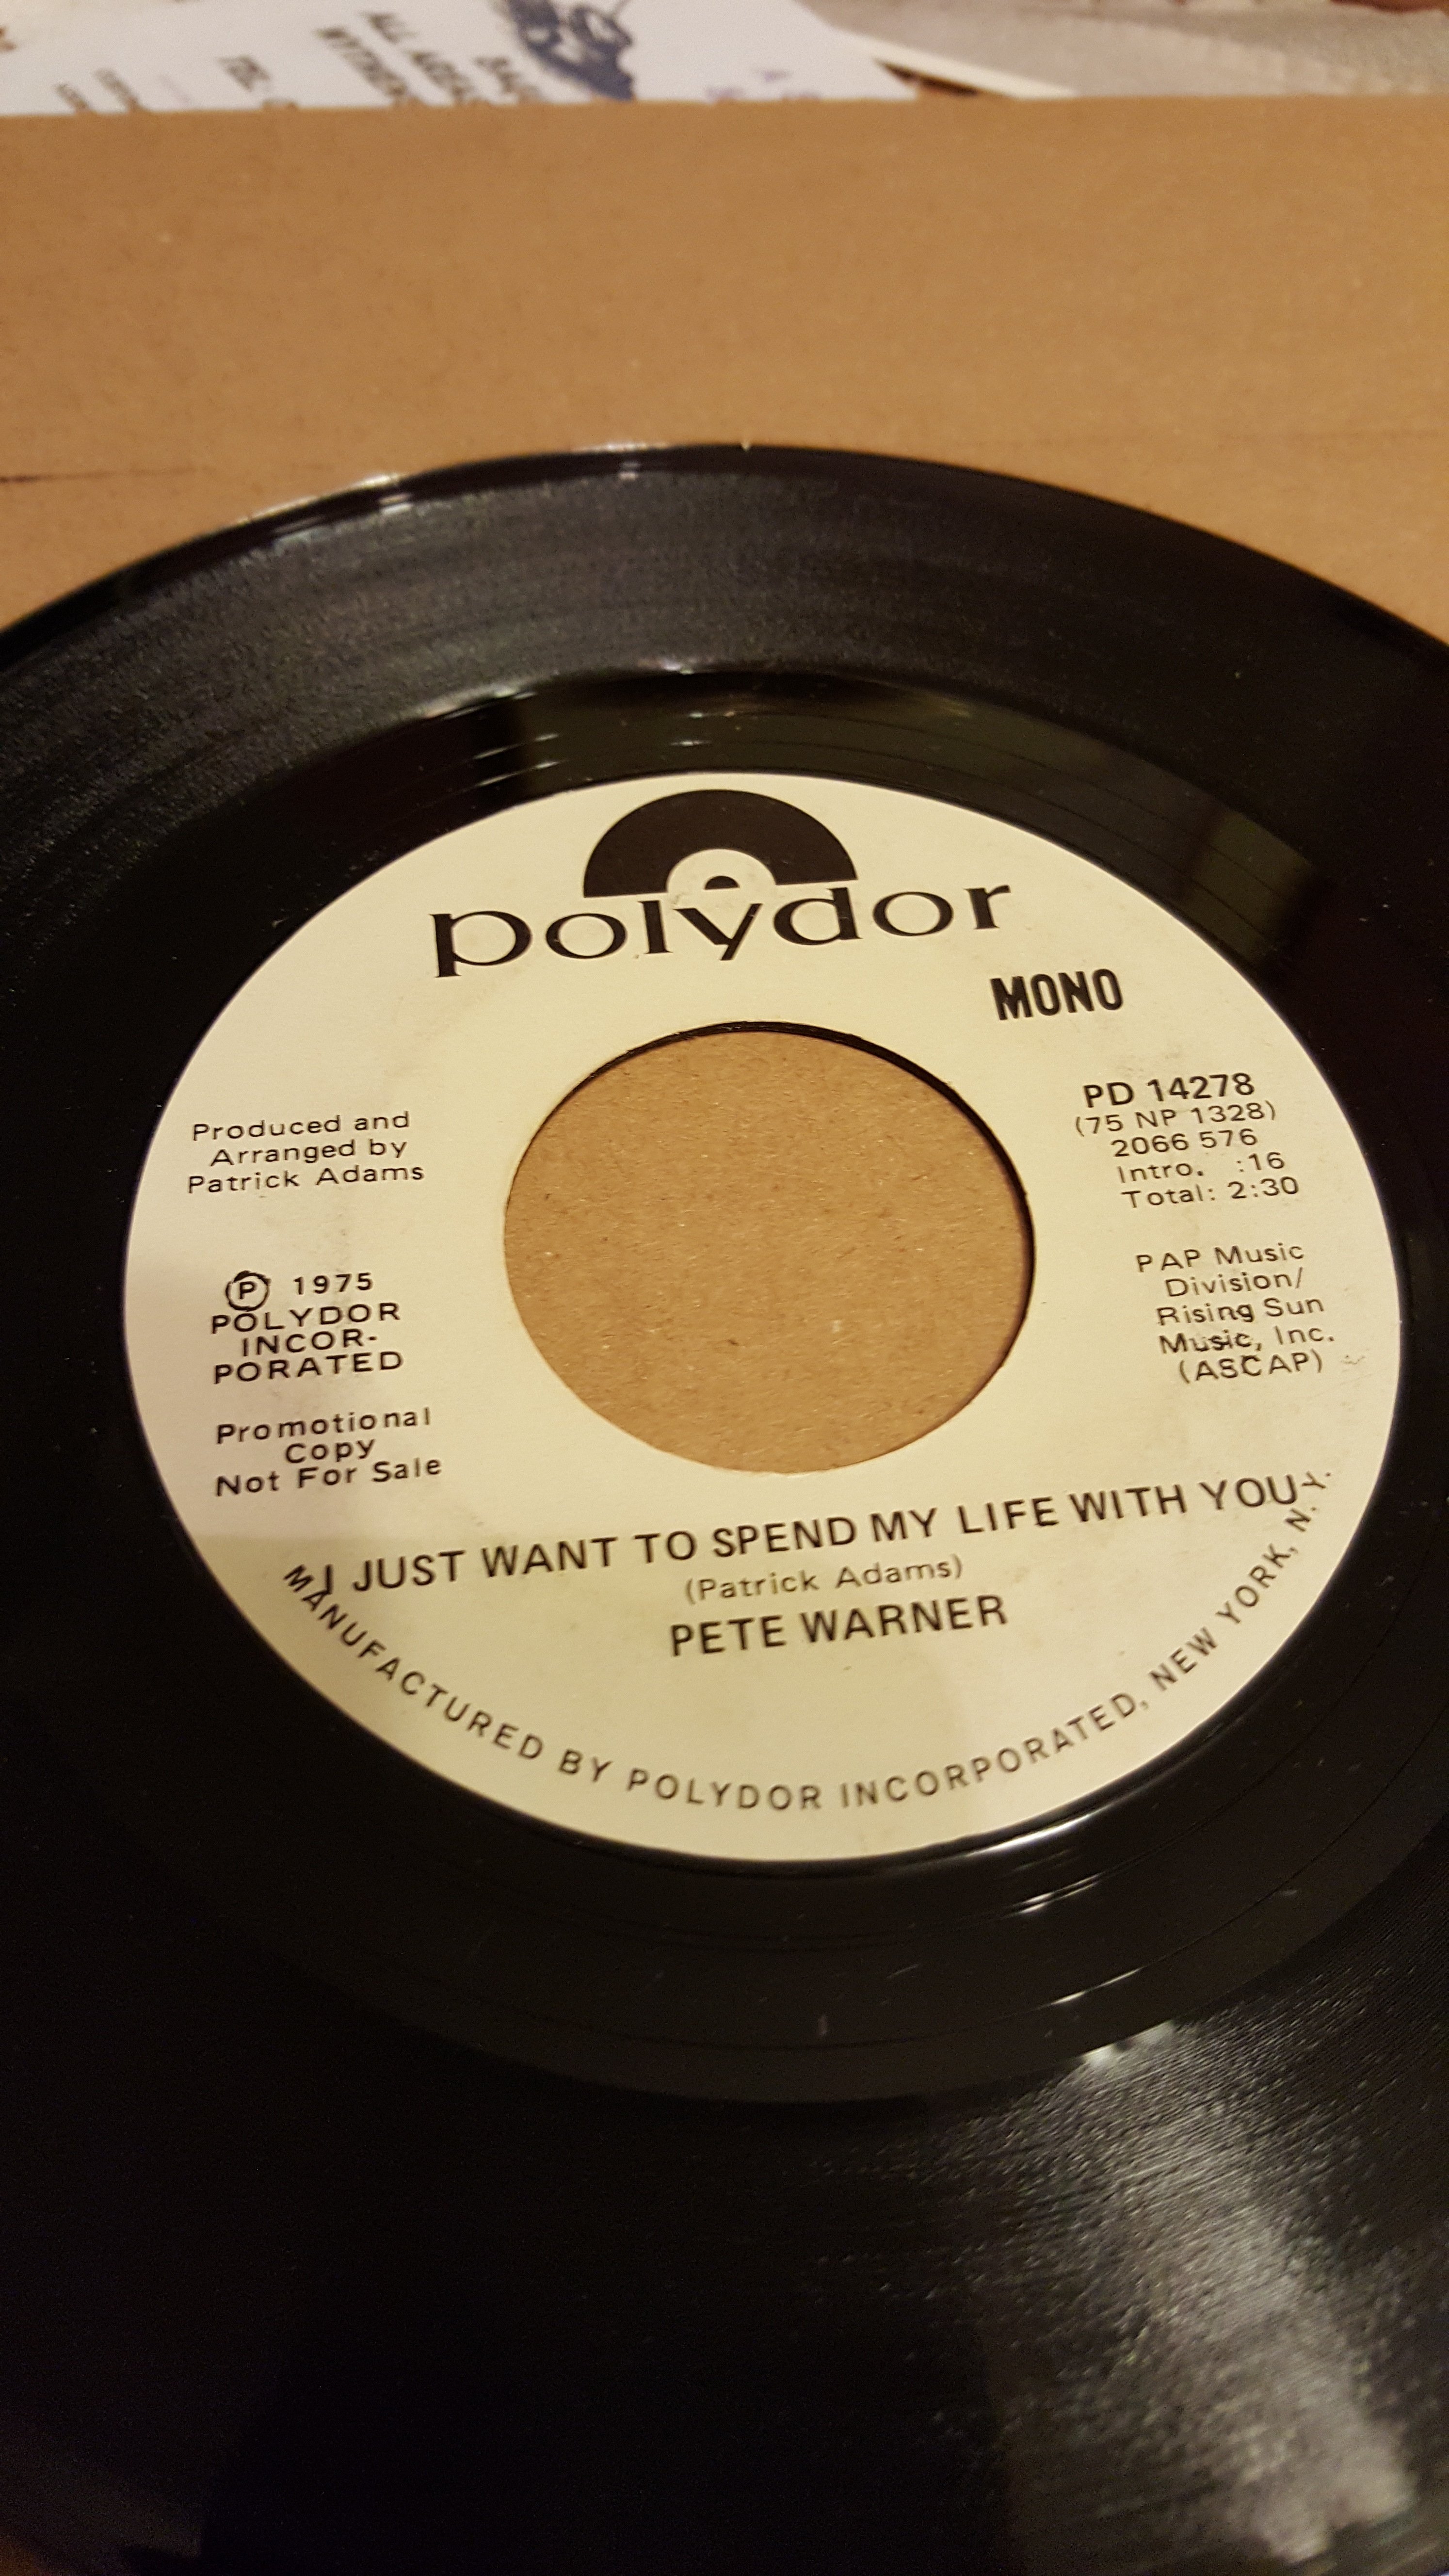 ALL AREAS
polydor
MONO
Produced and
Arranged by
Patrick Adams
Ⓟ 1975
POLYDOR
INCOR-
PORATED
Promotional
Copy
Not For Sale
PD 14278
(75 NP 1328)
2066 576
Intro. :16
Total: 2:30
PAP Music
Division/
Rising Sun
Music, Inc.
(ASCAP)
I JUST WANT TO SPEND MY LIFE WITH YOU
(Patrick Adams)
PETE WARNER
MANUFACTURED BY POLYDOR INCORPORATED, NEW YORK, N.Y.